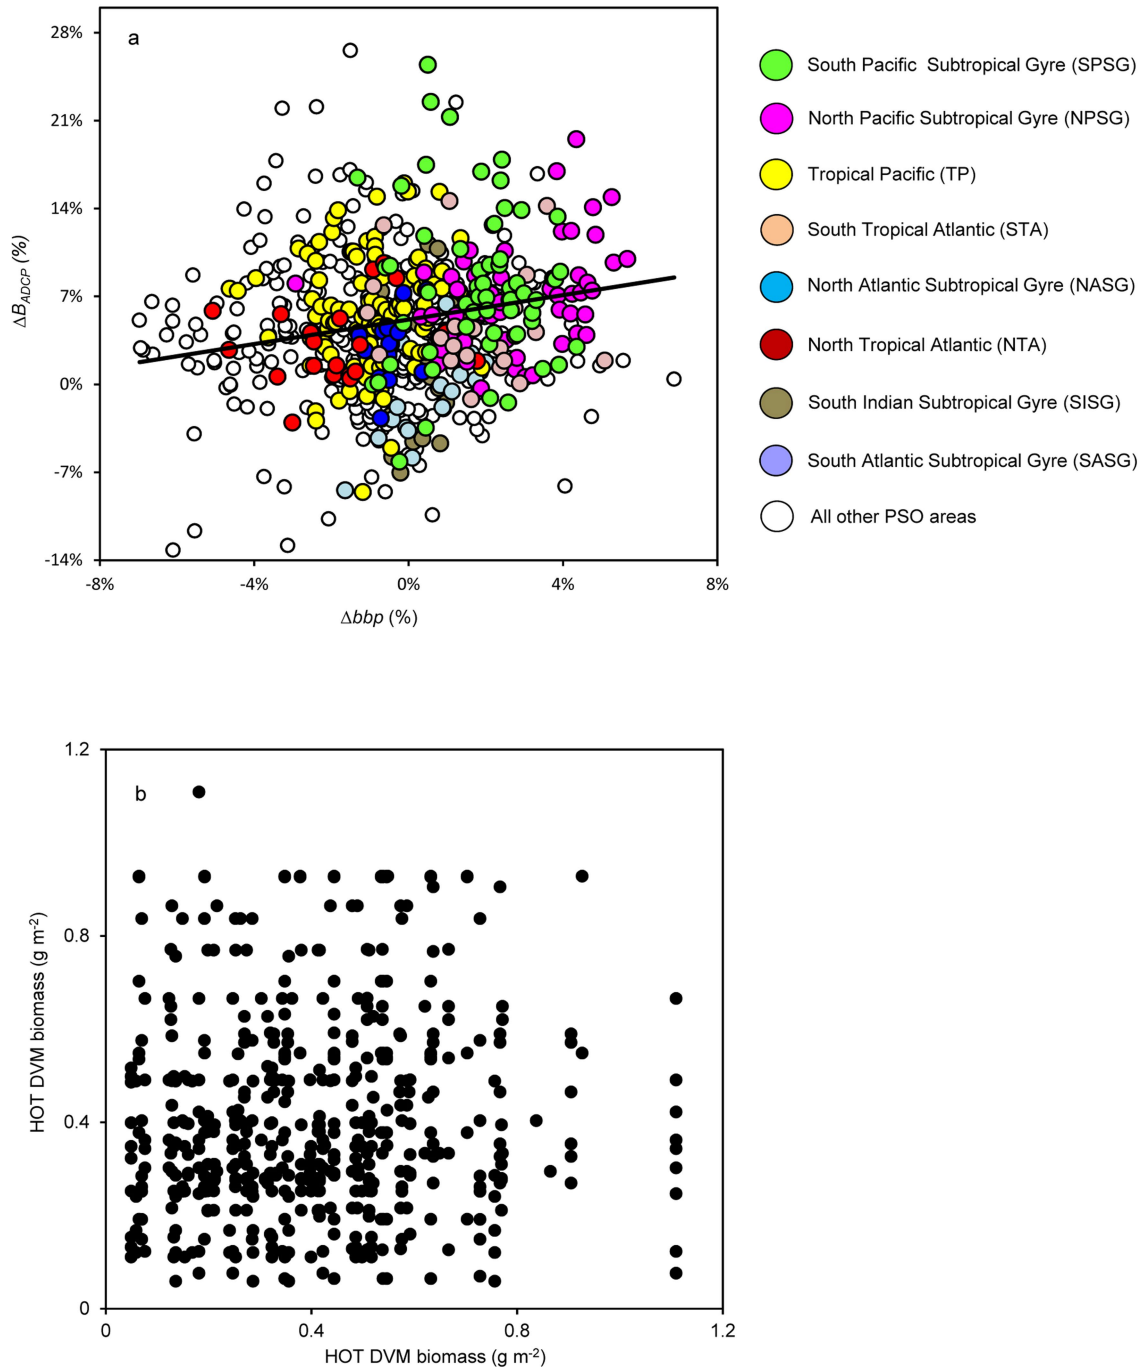 a
28%
21%
14%
7%
0%
-7%
-14%
-8%
-4%
0%
4%
8%
ΔB_ADCP (%)
Δbbp (%)
South Pacific  Subtropical Gyre (SPSG)
North Pacific Subtropical Gyre (NPSG)
Tropical Pacific (TP)
South Tropical Atlantic (STA)
North Atlantic Subtropical Gyre (NASG)
North Tropical Atlantic (NTA)
South Indian Subtropical Gyre (SISG)
South Atlantic Subtropical Gyre (SASG)
All other PSO areas
b
1.2
0.8
0.4
0
0
0.4
0.8
1.2
HOT DVM biomass (g m⁻²)
HOT DVM biomass (g m⁻²)